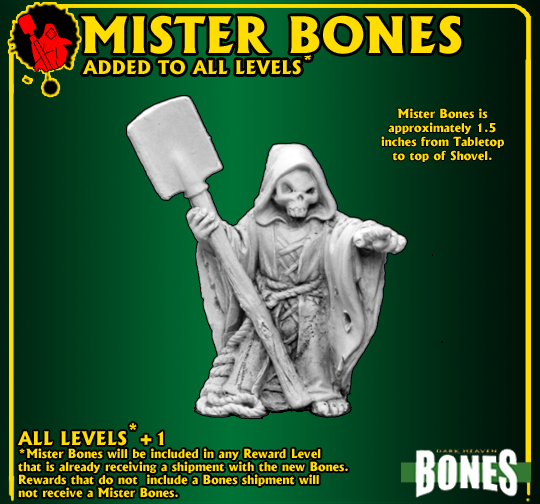 MISTER BONES
ADDED TO ALL LEVELS*
Mister Bones is
approximately 1.5
inches from Tabletop
to top of Shovel.
ALL LEVELS* + 1
*Mister Bones will be included in any Reward Level
that is already receiving a shipment with the new Bones.
Rewards that do not include a Bones shipment will
not receive a Mister Bones.
DARK HEAVEN
BONES